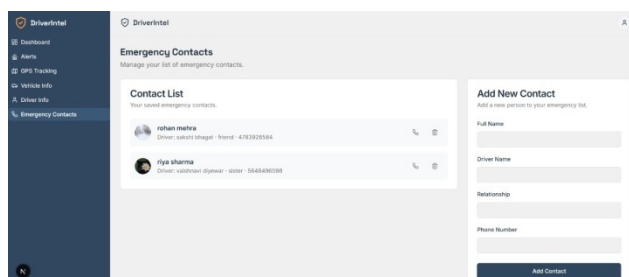 DriverIntel
DriverIntel
Dashboard
Alerts
GPS Tracking
Vehicle Info
Driver Info
Emergency Contacts
N
Emergency Contacts
Manage your list of emergency contacts.
Contact List
Your saved emergency contacts.
rohan mehra
Driver: sakshi bhagat · friend · 4783926584
riya sharma
Driver: vaishnavi diyewar · sister · 5648496598
Add New Contact
Add a new person to your emergency list.
Full Name
Driver Name
Relationship
Phone Number
Add Contact